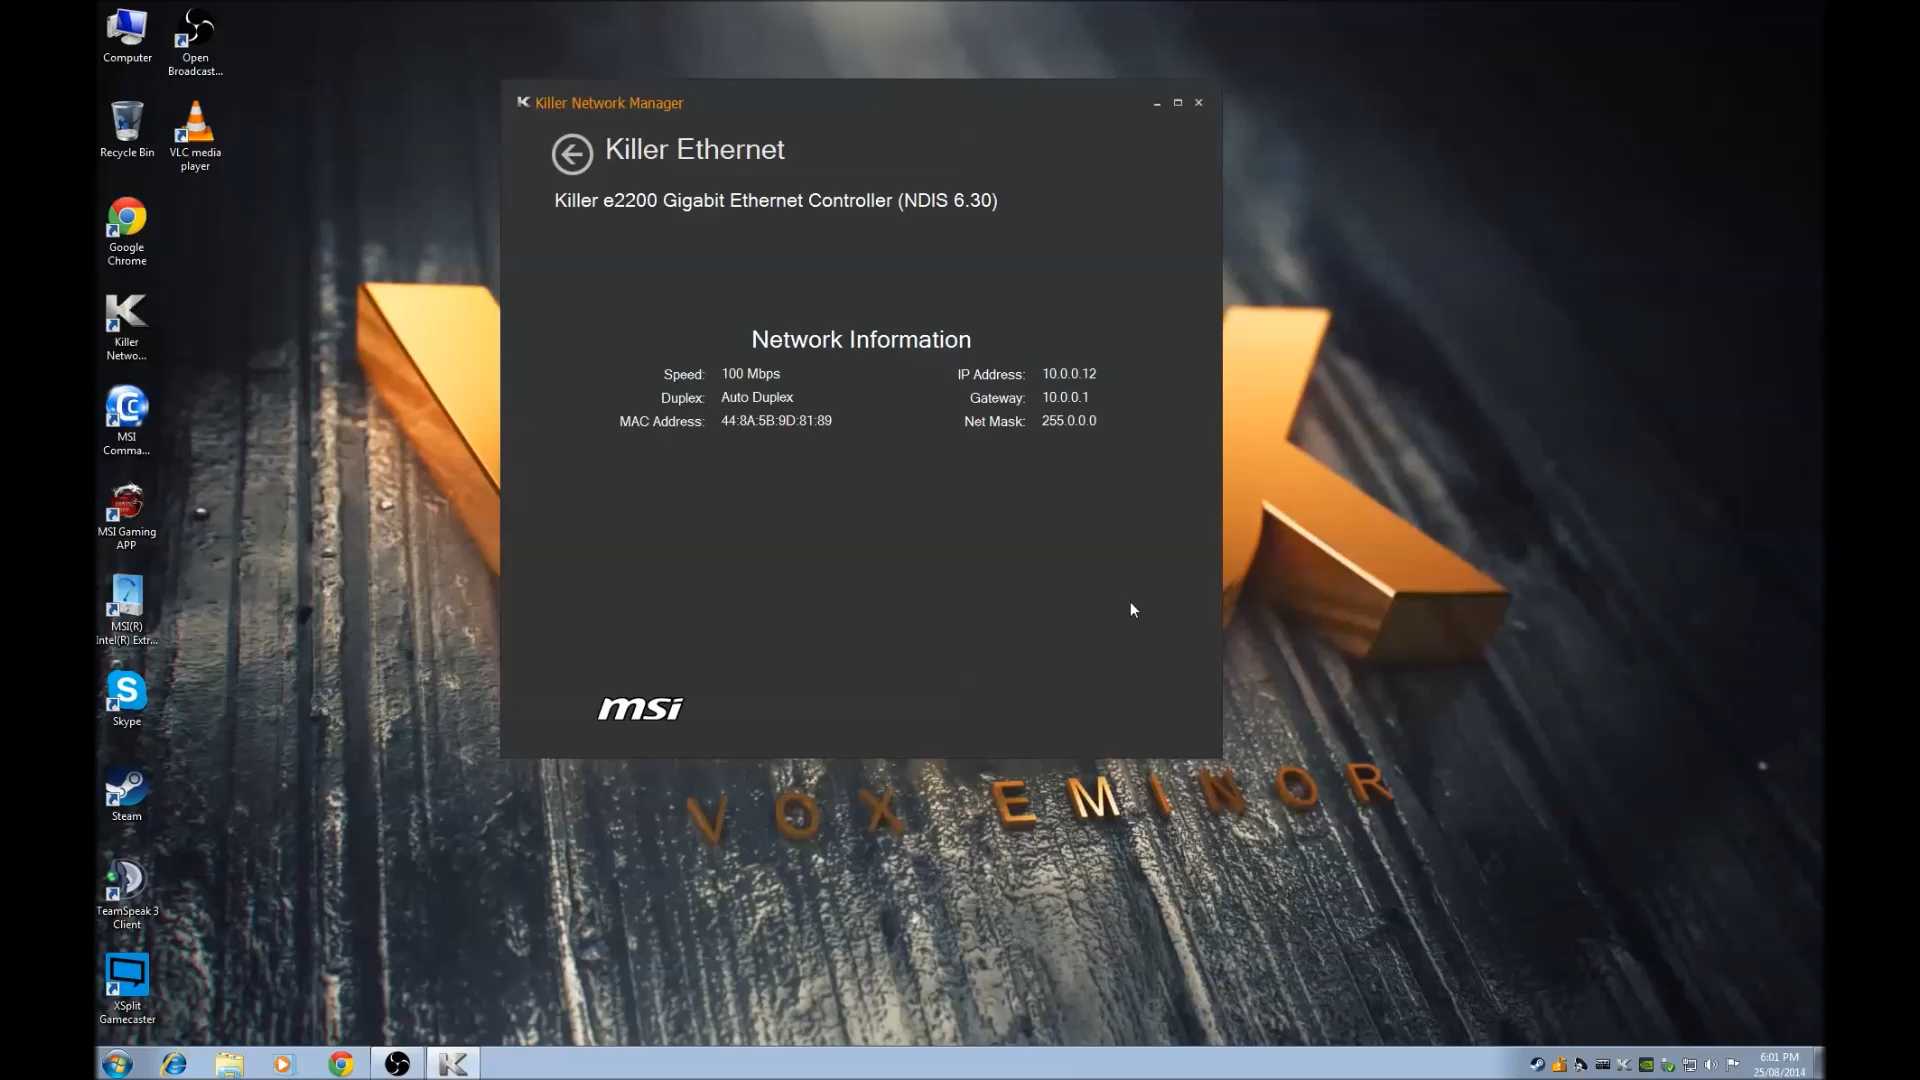 Computer
Open
Broadcast...
Recycle Bin
VLC media
player
Google
Chrome
Killer
Netwo...
MSI
Comma...
MSI Gaming
APP
MSI(R)
Intel(R) Extr...
Skype
Steam
TeamSpeak 3
Client
XSplit
Gamecaster
Killer Network Manager
Killer Ethernet
Killer e2200 Gigabit Ethernet Controller (NDIS 6.30)
Network Information
Speed: 100 Mbps
IP Address: 10.0.0.12
Duplex: Auto Duplex
Gateway: 10.0.0.1
MAC Address: 44:8A:5B:9D:81:89
Net Mask: 255.0.0.0
msi
VOX EMINOR
6:01 PM
25/08/2014